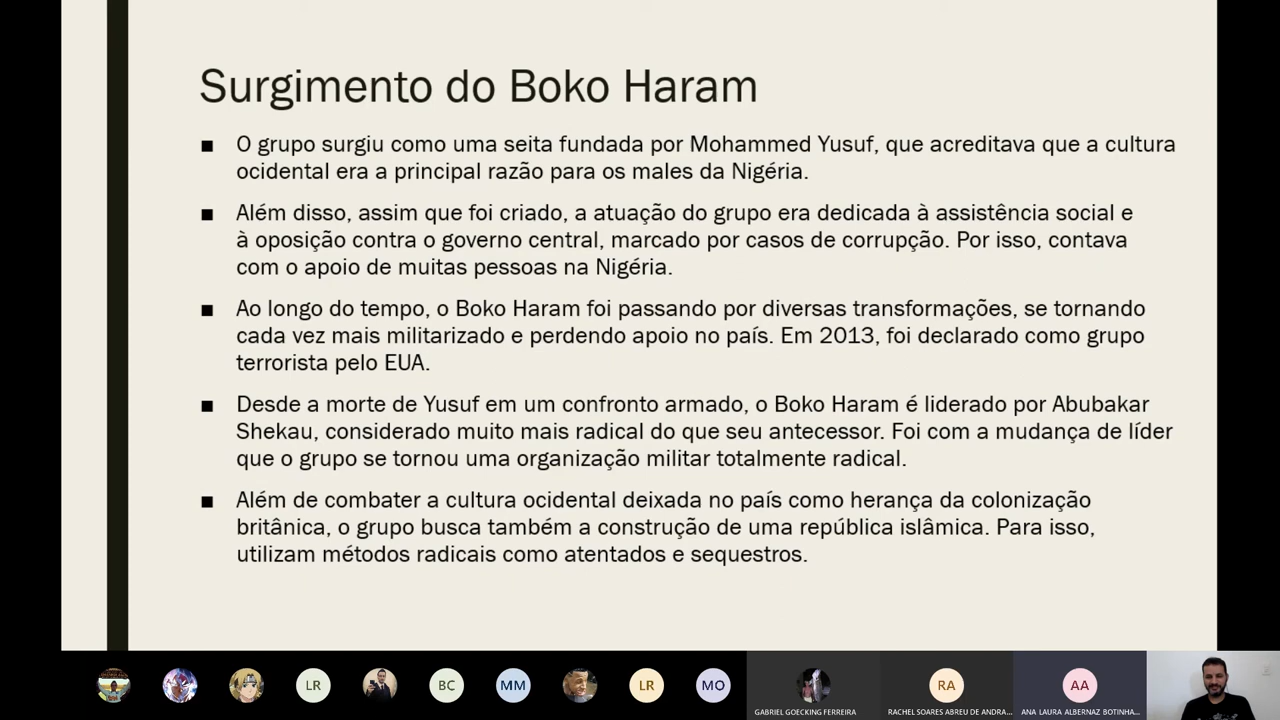 Surgimento do Boko Haram
■ O grupo surgiu como uma seita fundada por Mohammed Yusuf, que acreditava que a cultura
ocidental era a principal razão para os males da Nigéria.
■ Além disso, assim que foi criado, a atuação do grupo era dedicada à assistência social e
à oposição contra o governo central, marcado por casos de corrupção. Por isso, contava
com o apoio de muitas pessoas na Nigéria.
■ Ao longo do tempo, o Boko Haram foi passando por diversas transformações, se tornando
cada vez mais militarizado e perdendo apoio no país. Em 2013, foi declarado como grupo
terrorista pelo EUA.
■ Desde a morte de Yusuf em um confronto armado, o Boko Haram é liderado por Abubakar
Shekau, considerado muito mais radical do que seu antecessor. Foi com a mudança de líder
que o grupo se tornou uma organização militar totalmente radical.
■ Além de combater a cultura ocidental deixada no país como herança da colonização
britânica, o grupo busca também a construção de uma república islâmica. Para isso,
utilizam métodos radicais como atentados e sequestros.
LR BC MM LR MO RA AA
GABRIEL GOECKING FERREIRA RACHEL SOARES ABREU DE ANDRA... ANA LAURA ALBERNAZ BOTINHA...